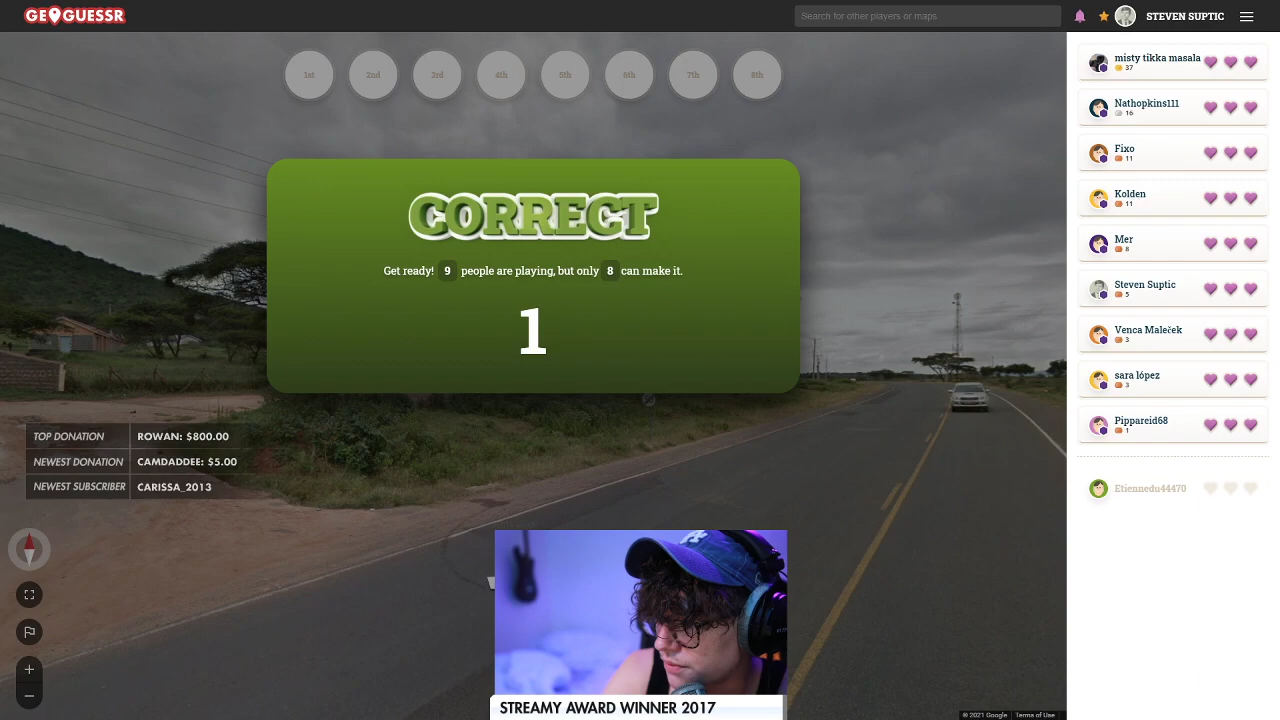 GEOGUESSR
Search for other players or maps
STEVEN SUPTIC
1st
2nd
3rd
4th
5th
6th
7th
8th
CORRECT
Get ready! 9 people are playing, but only 8 can make it.
1
TOP DONATION ROWAN: $800.00
NEWEST DONATION CAMDADDEE: $5.00
NEWEST SUBSCRIBER CARISSA_2013
STREAMY AWARD WINNER 2017
misty tikka masala
37
Nathopkins111
16
Fixo
11
Kolden
11
Mer
8
Steven Suptic
5
Venca Maleček
3
sara lópez
3
Pippareid68
1
Etiennedu44470
© 2021 Google Terms of Use